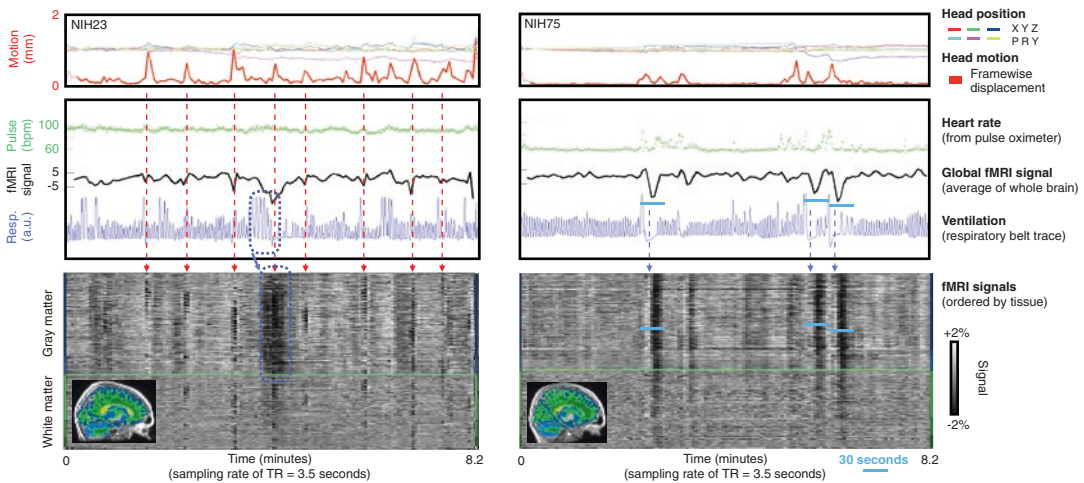 NIH23
2
Motion
(mm)
0
Pulse
(bpm)
100
60
fMRI
signal
5
-5
Resp.
(a.u.)
Gray matter
White matter
0
Time (minutes)
8.2
(sampling rate of TR = 3.5 seconds)
NIH75
0
Time (minutes)
30 seconds
8.2
(sampling rate of TR = 3.5 seconds)
Head position
X Y Z
P R Y
Head motion
Framewise
displacement
Heart rate
(from pulse oximeter)
Global fMRI signal
(average of whole brain)
Ventilation
(respiratory belt trace)
fMRI signals
(ordered by tissue)
+2%
Signal
-2%